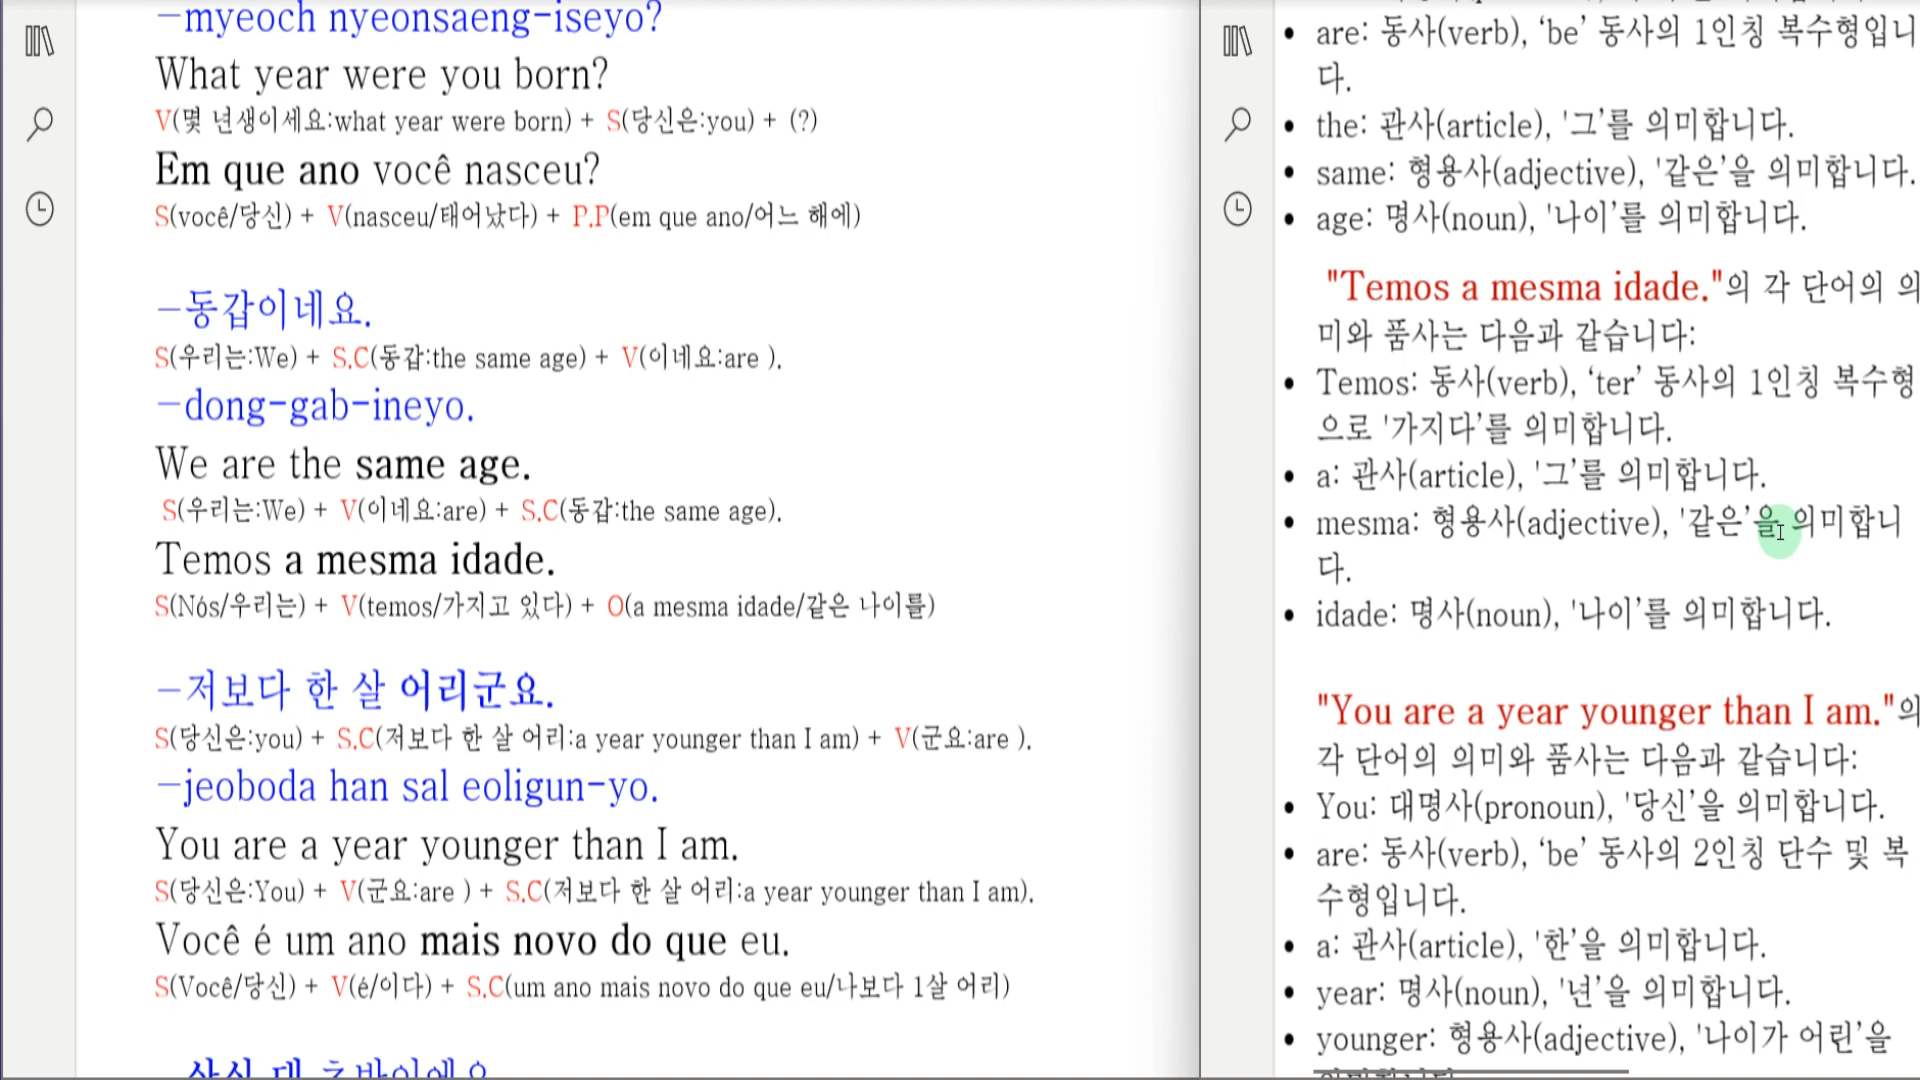 –myeoch nyeonsaeng-iseyo?
What year were you born?
V(몇 년생이세요:what year were born) + S(당신은:you) + (?)
Em que ano você nasceu?
S(você/당신) + V(nasceu/태어났다) + P.P(em que ano/어느 해에)
–동갑이네요.
S(우리는:We) + S.C(동갑:the same age) + V(이네요:are ).
–dong-gab-ineyo.
We are the same age.
S(우리는:We) + V(이네요:are) + S.C(동갑:the same age).
Temos a mesma idade.
S(Nós/우리는) + V(temos/가지고 있다) + O(a mesma idade/같은 나이를)
–저보다 한 살 어리군요.
S(당신은:you) + S.C(저보다 한 살 어리:a year younger than I am) + V(군요:are ).
–jeoboda han sal eoligun-yo.
You are a year younger than I am.
S(당신은:You) + V(군요:are ) + S.C(저보다 한 살 어리:a year younger than I am).
Você é um ano mais novo do que eu.
S(Você/당신) + V(é/이다) + S.C(um ano mais novo do que eu/나보다 1살 어리)
• are: 동사(verb), ‘be’ 동사의 1인칭 복수형입니
다.
• the: 관사(article), '그’를 의미합니다.
• same: 형용사(adjective), '같은’을 의미합니다.
• age: 명사(noun), '나이’를 의미합니다.
"Temos a mesma idade."의 각 단어의 의
미와 품사는 다음과 같습니다:
• Temos: 동사(verb), ‘ter’ 동사의 1인칭 복수형
으로 '가지다’를 의미합니다.
• a: 관사(article), '그’를 의미합니다.
• mesma: 형용사(adjective), '같은’을 의미합니
다.
• idade: 명사(noun), '나이’를 의미합니다.
"You are a year younger than I am."의
각 단어의 의미와 품사는 다음과 같습니다:
• You: 대명사(pronoun), '당신’을 의미합니다.
• are: 동사(verb), ‘be’ 동사의 2인칭 단수 및 복
수형입니다.
• a: 관사(article), '한’을 의미합니다.
• year: 명사(noun), '년’을 의미합니다.
• younger: 형용사(adjective), '나이가 어린’을